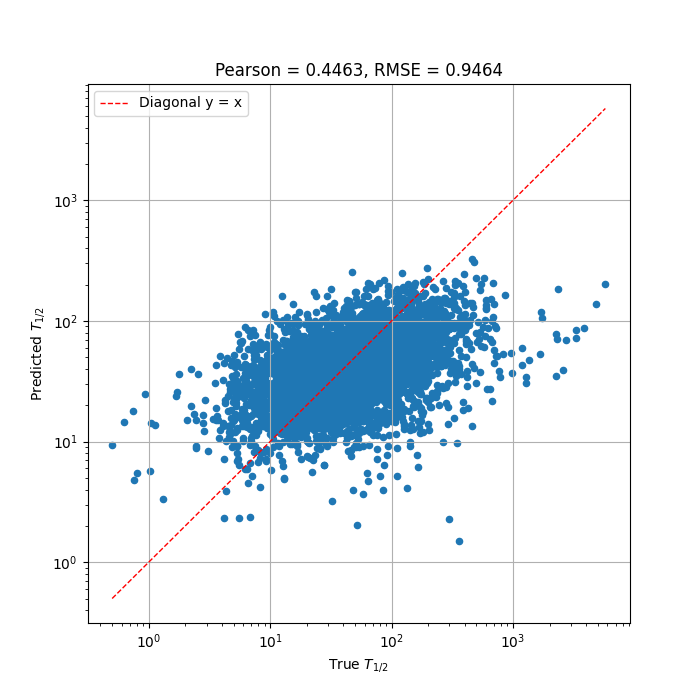 Pearson = 0.4463, RMSE = 0.9464
Diagonal y = x
10³
10²
10¹
10⁰
Predicted T₁/₂
10⁰ 10¹ 10² 10³
True T₁/₂